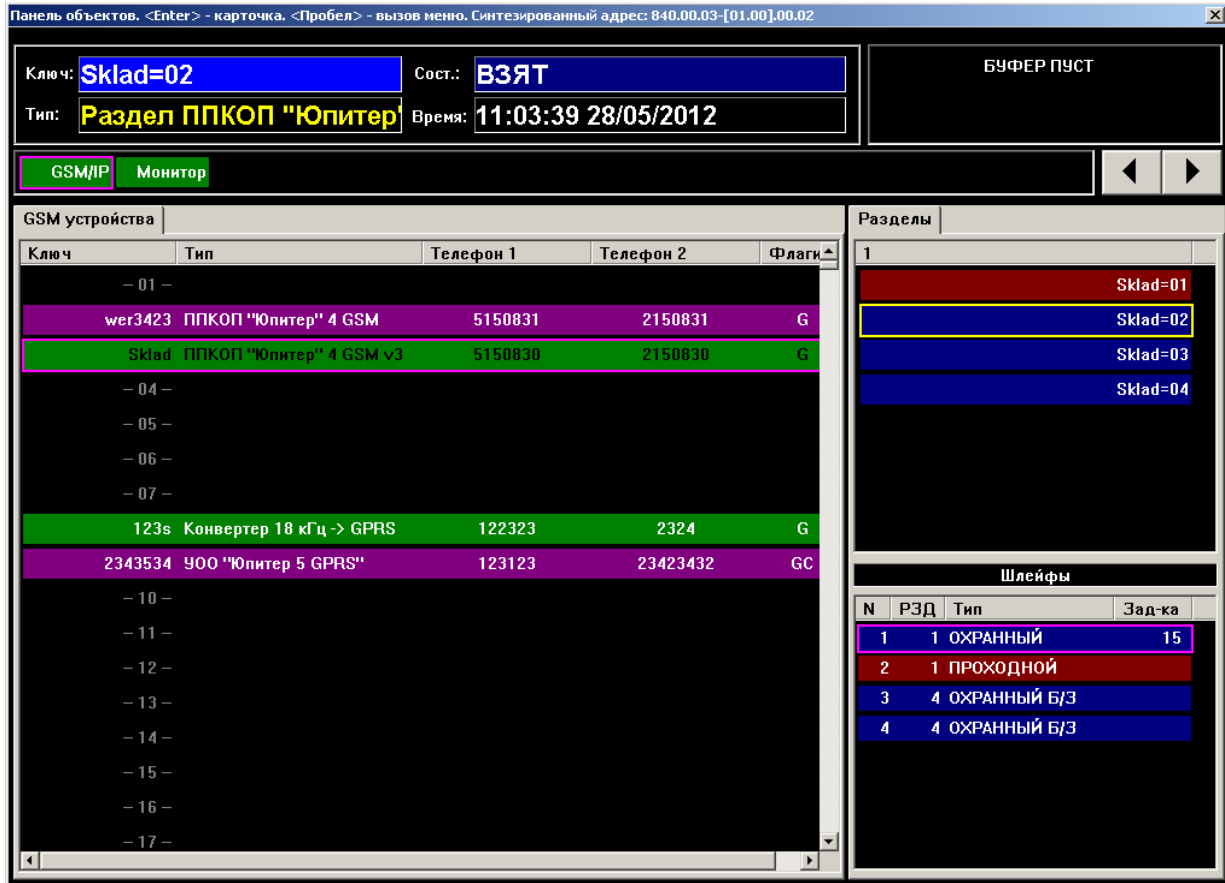 Панель объектов. <Enter> - карточка. <Пробел> - вызов меню. Синтезированный адрес: 840.00.03-[01.00].00.02
Ключ: Sklad=02 Сост.: ВЗЯТ
Тип: Раздел ППКОП "Юпитер" Время: 11:03:39 28/05/2012
БУФЕР ПУСТ
GSM/IP Монитор
GSM устройства
Ключ Тип Телефон 1 Телефон 2 Флаги
– 01 –
wer3423 ППКОП "Юпитер" 4 GSM 5150831 2150831 G
Sklad ППКОП "Юпитер" 4 GSM v3 5150830 2150830 G
– 04 –
– 05 –
– 06 –
– 07 –
123s Конвертер 18 кГц -> GPRS 122323 2324 G
2343534 УОО "Юпитер 5 GPRS" 123123 23423432 GC
– 10 –
– 11 –
– 12 –
– 13 –
– 14 –
– 15 –
– 16 –
– 17 –
Разделы
1
Sklad=01
Sklad=02
Sklad=03
Sklad=04
Шлейфы
N РЗД Тип Зад-ка
1 1 ОХРАННЫЙ 15
2 1 ПРОХОДНОЙ
3 4 ОХРАННЫЙ Б/З
4 4 ОХРАННЫЙ Б/З